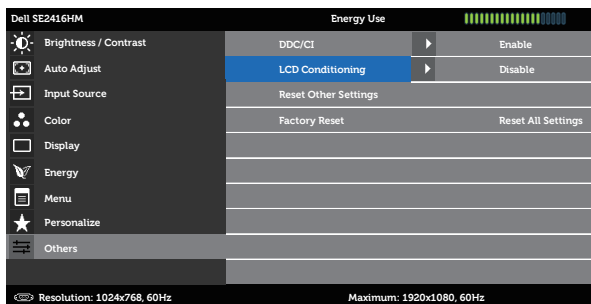 Dell SE2416HM Energy Use
Brightness / Contrast DDC/CI Enable
Auto Adjust LCD Conditioning Disable
Input Source Reset Other Settings
Color Factory Reset Reset All Settings
Display
Energy
Menu
Personalize
Others
Resolution: 1024x768, 60Hz Maximum: 1920x1080, 60Hz